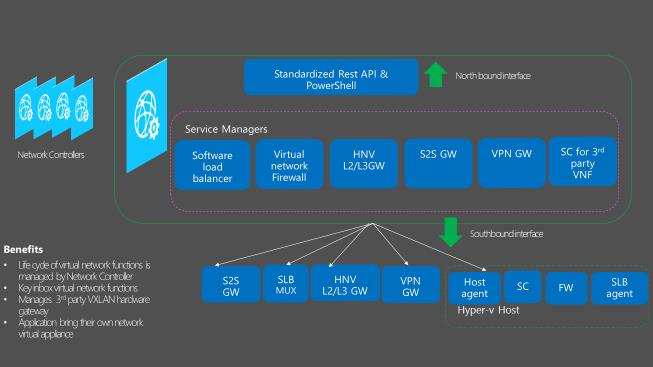 Standardized Rest API &
PowerShell
North bound interface
Network Controllers
Service Managers
Software
load
balancer
Virtual
network
Firewall
HNV
L2/L3GW
S2S GW
VPN GW
SC for 3rd
party
VNF
Southbound interface
Benefits
• Life cycle of virtual network functions is
managed by Network Controller
• Key inbox virtual network functions
• Manages 3rd party VXLAN hardware
gateway
• Application bring their own network
virtual appliance
S2S
GW
SLB
MUX
HNV
L2/L3 GW
VPN
GW
Host
agent
SC
FW
SLB
agent
Hyper-v Host